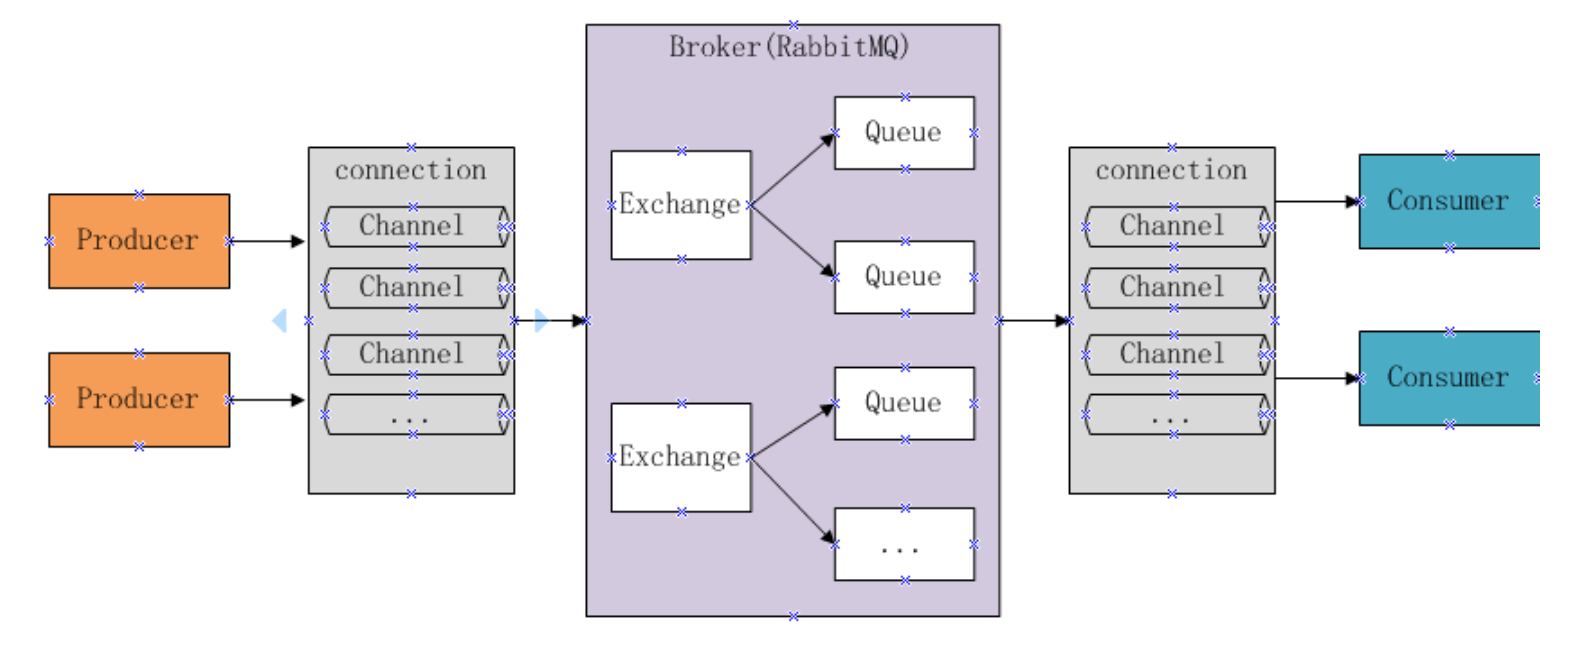 Producer
Producer
connection
Channel
Channel
Channel
...
Broker(RabbitMQ)
Exchange
Queue
Queue
Exchange
Queue
...
connection
Channel
Channel
Channel
...
Consumer
Consumer